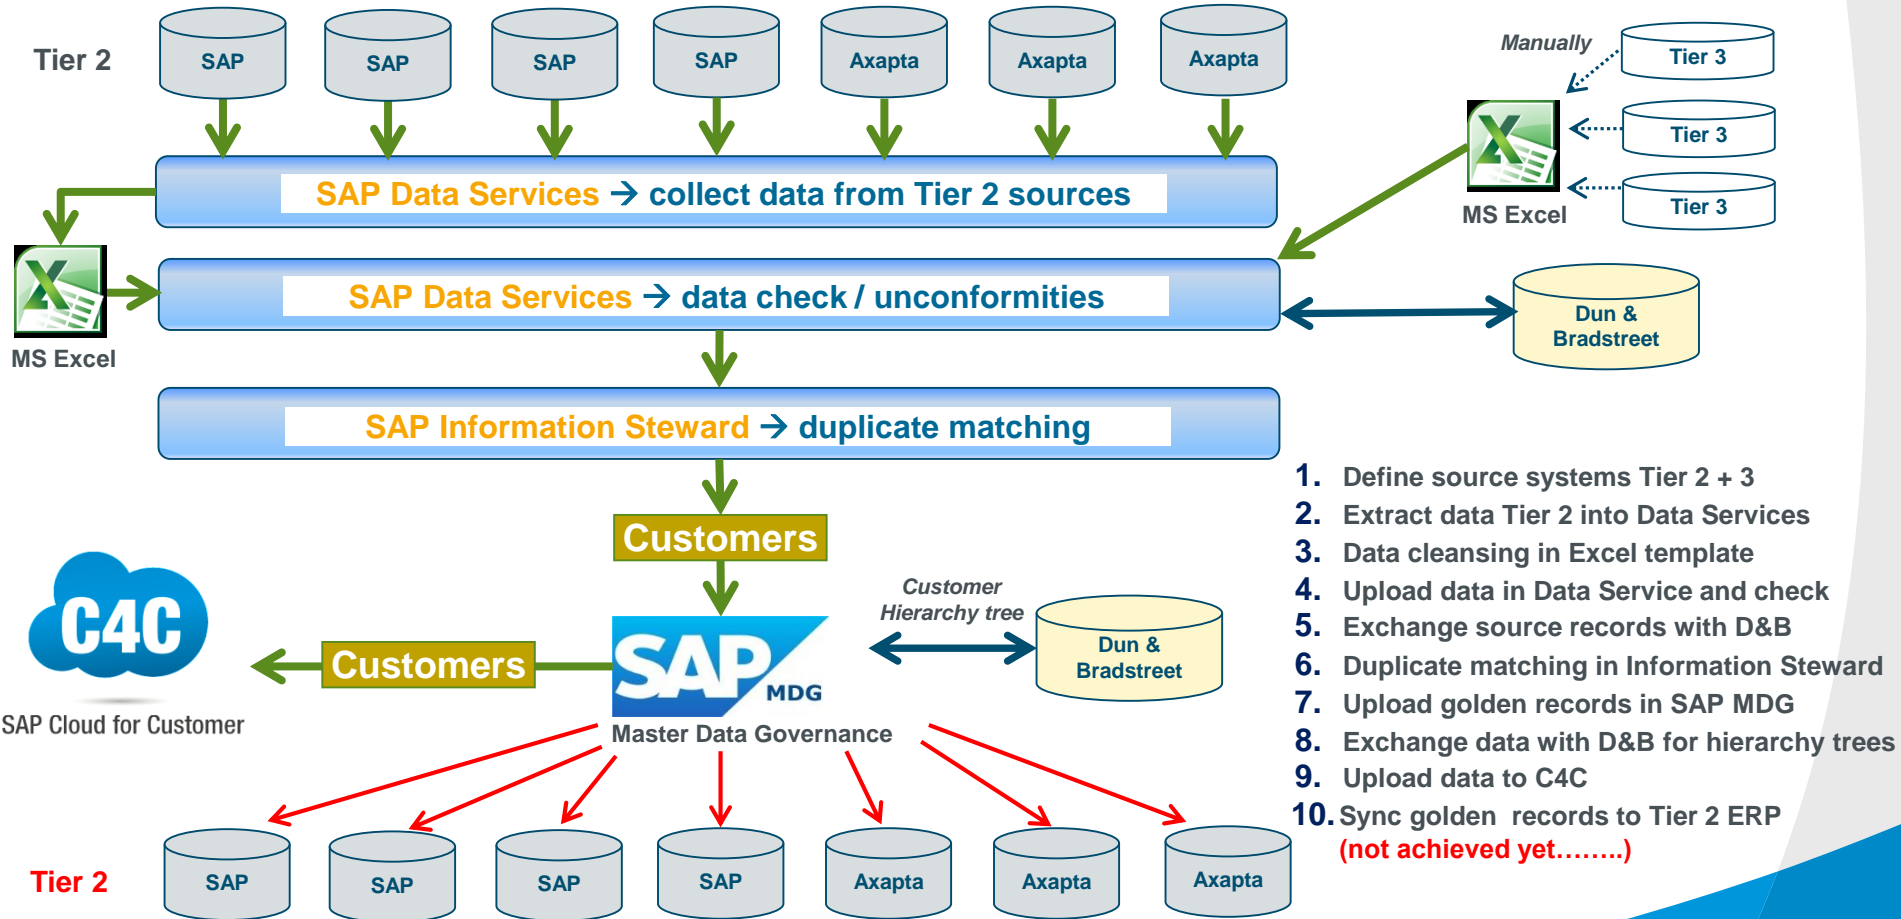 Tier 2
SAP
SAP
SAP
SAP
Axapta
Axapta
Axapta
Manually
Tier 3
Tier 3
Tier 3
MS Excel
SAP Data Services → collect data from Tier 2 sources
MS Excel
SAP Data Services → data check / unconformities
Dun &
Bradstreet
SAP Information Steward → duplicate matching
Customers
C4C
SAP Cloud for Customer
Customers
SAP
MDG
Master Data Governance
Customer
Hierarchy tree
Dun &
Bradstreet
1. Define source systems Tier 2 + 3
2. Extract data Tier 2 into Data Services
3. Data cleansing in Excel template
4. Upload data in Data Service and check
5. Exchange source records with D&B
6. Duplicate matching in Information Steward
7. Upload golden records in SAP MDG
8. Exchange data with D&B for hierarchy trees
9. Upload data to C4C
10. Sync golden  records to Tier 2 ERP
(not achieved yet……..)
Tier 2
SAP
SAP
SAP
SAP
Axapta
Axapta
Axapta